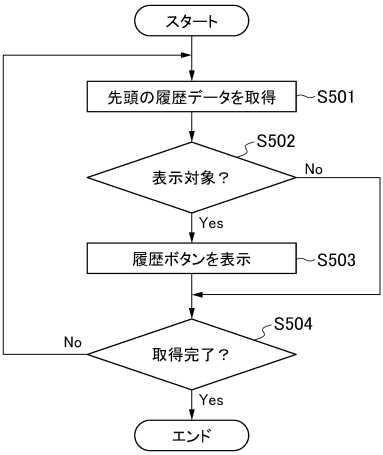 スタート
先頭の履歴データを取得
S501
S502
表示対象？
No
Yes
履歴ボタンを表示
S503
S504
取得完了？
No
Yes
エンド